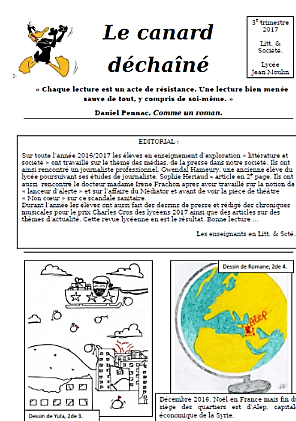 Le canard
déchaîné
3e trimestre
2017
Litt. &
Société.
Lycée
Jean Moulin
« Chaque lecture est un acte de résistance. Une lecture bien menée
sauve de tout, y compris de soi-même. »
Daniel Pennac, Comme un roman.
EDITORIAL :
Sur toute l'année 2016/2017 les élèves en enseignement d'exploration « littérature et
société » ont travaillé sur le thème des médias, de la presse dans notre société. Ils ont
ainsi rencontré un journaliste professionnel, Gwendal Hameury, une ancienne élève du
lycée poursuivant ses études de journaliste, Sophie Hériaud « article en 2e page ». Ils ont
aussi rencontré le docteur madame Irène Frachon après avoir travaillé sur la notion de
« lanceur d'alerte » et sur l'affaire du Médiator et avant de voir la pièce de théâtre
« Mon cœur » sur ce scandale sanitaire.
Durant l'année les élèves ont aussi fait des dessins de presse et rédigé des chroniques
musicales pour le prix Charles Cros des lycéens 2017 ainsi que des articles sur des
thèmes d'actualité. Cette revue lycéenne en est le résultat. Bonne lecture ...
Les enseignants en Litt. & Sté.
Dessin de Yula, 2de 3.
Dessin de Romane, 2de 4.
Alep
Décembre 2016. Noël en France mais fin du
siège des quartiers est d'Alep, capitale
économique de la Syrie.